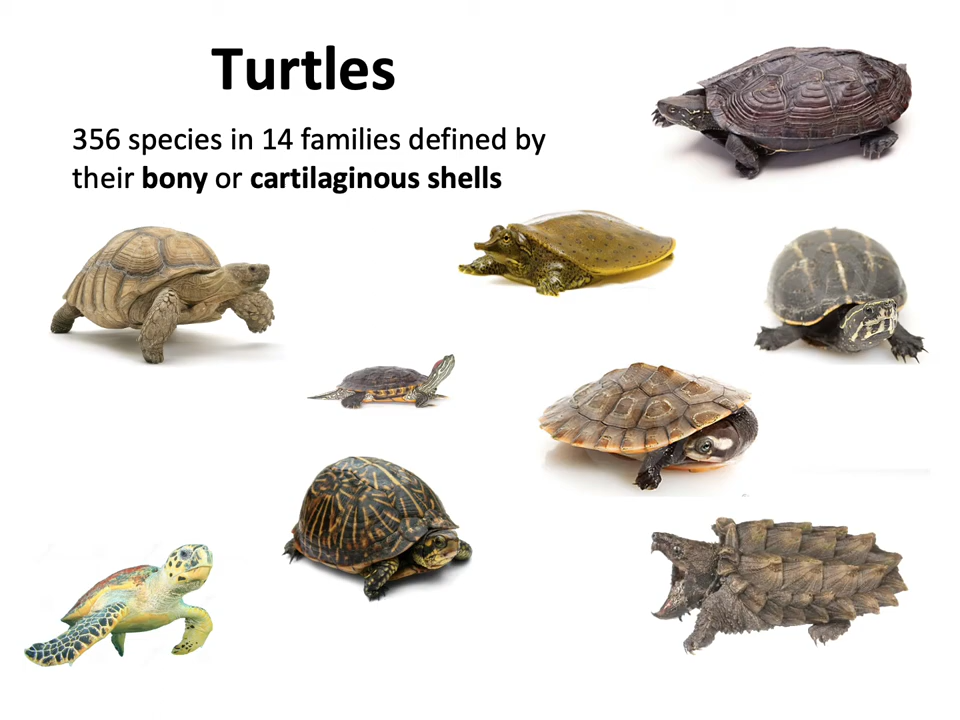 Turtles
356 species in 14 families defined by
their bony or cartilaginous shells